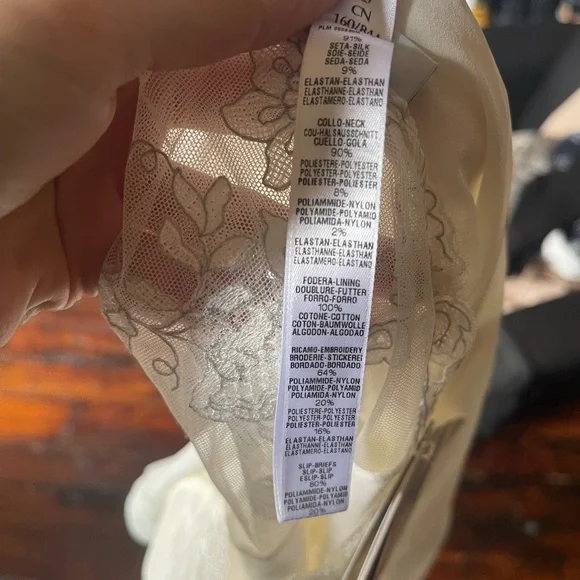 CN
160/84A
91%
SETA-SILK
SOIE-SEIDE
SEDA-SEDA
9%
ELASTAN-ELASTHAN
ELASTHANNE-ELASTHAN
ELASTAMERO-ELASTANO
COLLO-NECK
COU-HALSAUSSCHNITT
CUELLO-GOLA
90%
POLIESTERE-POLYESTER
POLYESTER-POLYESTER
POLIESTER-POLIESTER
8%
POLIAMMIDE-NYLON
POLYAMIDE-POLYAMID
POLIAMIDA-NYLON
2%
ELASTAN-ELASTHAN
ELASTHANNE-ELASTHAN
ELASTAMERO-ELASTANO
FODERA-LINING
DOUBLURE-FUTTER
FORRO-FORRO
100%
COTONE-COTTON
COTON-BAUMWOLLE
ALGODON-ALGODAO
RICAMO-EMBROIDERY
BRODERIE-STICKEREI
BORDADO-BORDADO
64%
POLIAMMIDE-NYLON
POLYAMIDE-POLYAMID
POLIAMIDA-NYLON
20%
POLIESTERE-POLYESTER
POLYESTER-POLYESTER
POLIESTER-POLIESTER
16%
ELASTAN-ELASTHAN
ELASTHANNE-ELASTHAN
ELASTAMERO-ELASTANO
SLIP-BRIEFS
SLIP-SLIP
ESLIP-SLIP
80%
POLIAMMIDE-NYLON
POLYAMIDE-POLYAMID
POLIAMIDA-NYLON
20%